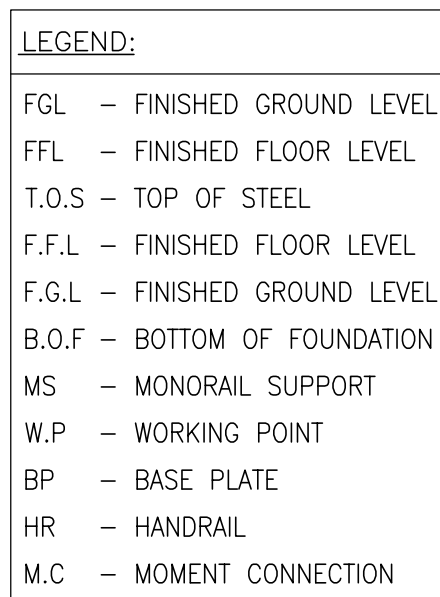 LEGEND:
FGL – FINISHED GROUND LEVEL
FFL – FINISHED FLOOR LEVEL
T.O.S – TOP OF STEEL
F.F.L – FINISHED FLOOR LEVEL
F.G.L – FINISHED GROUND LEVEL
B.O.F – BOTTOM OF FOUNDATION
MS – MONORAIL SUPPORT
W.P – WORKING POINT
BP – BASE PLATE
HR – HANDRAIL
M.C – MOMENT CONNECTION